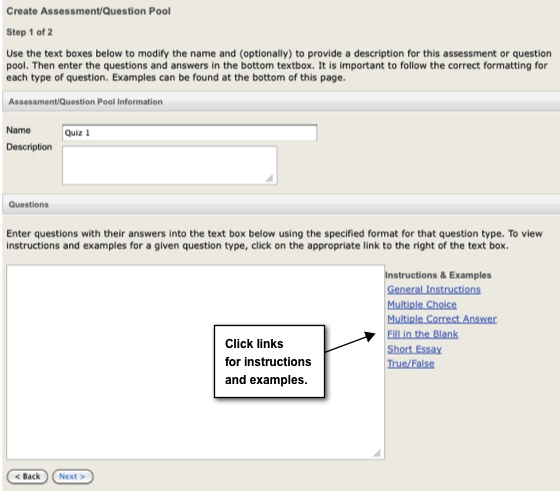 Create Assessment/Question Pool
Step 1 of 2
Use the text boxes below to modify the name and (optionally) to provide a description for this assessment or question
pool. Then enter the questions and answers in the bottom textbox. It is important to follow the correct formatting for
each type of question. Examples can be found at the bottom of this page.
Assessment/Question Pool Information
Name Quiz 1
Description
Questions
Enter questions with their answers into the text box below using the specified format for that question type. To view
instructions and examples for a given question type, click on the appropriate link to the right of the text box.
Instructions & Examples
General Instructions
Multiple Choice
Multiple Correct Answer
Fill in the Blank
Short Essay
True/False
Click links
for instructions
and examples.
< Back Next >